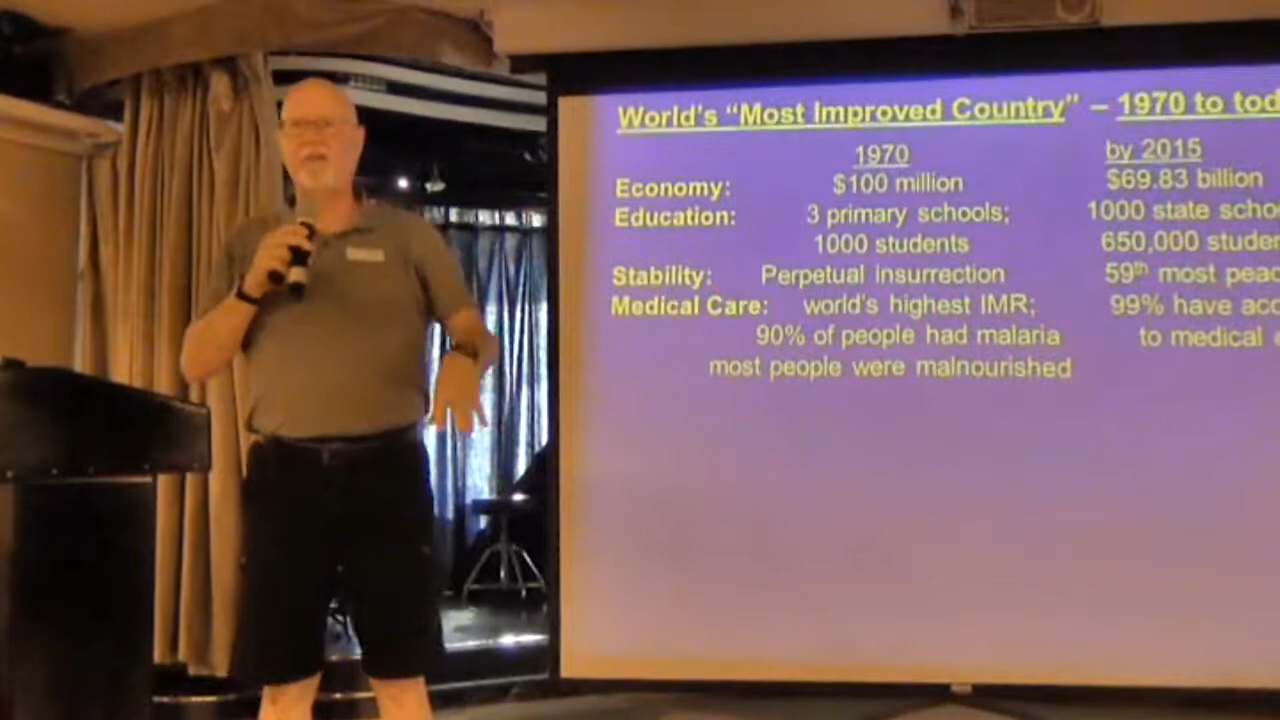 World's “Most Improved Country” – 1970 to tod
1970 by 2015
Economy: $100 million $69.83 billion
Education: 3 primary schools; 1000 state scho
1000 students 650,000 studen
Stability: Perpetual insurrection 59th most peac
Medical Care: world's highest IMR; 99% have acc
90% of people had malaria to medical
most people were malnourished